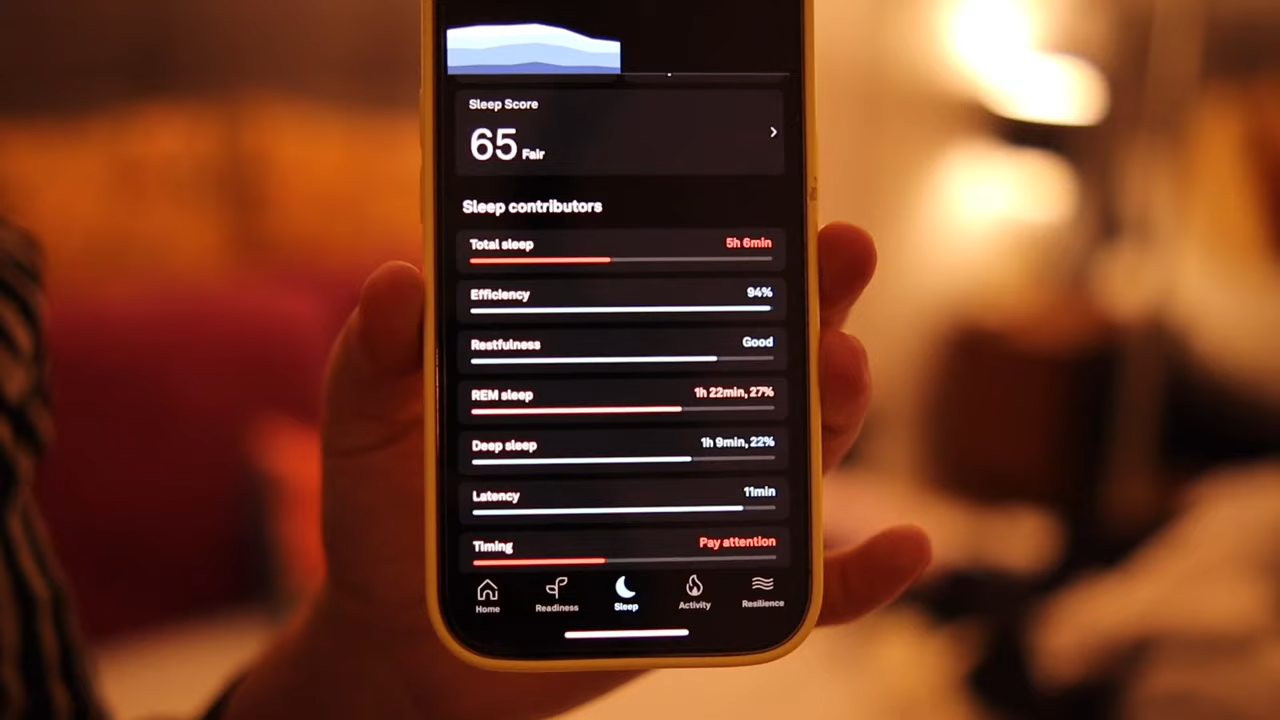 Sleep Score
65 Fair
Sleep contributors
Total sleep 5h 6min
Efficiency 94%
Restfulness Good
REM sleep 1h 22min, 27%
Deep sleep 1h 9min, 22%
Latency 11min
Timing Pay attention
Home Readiness Sleep Activity Resilience